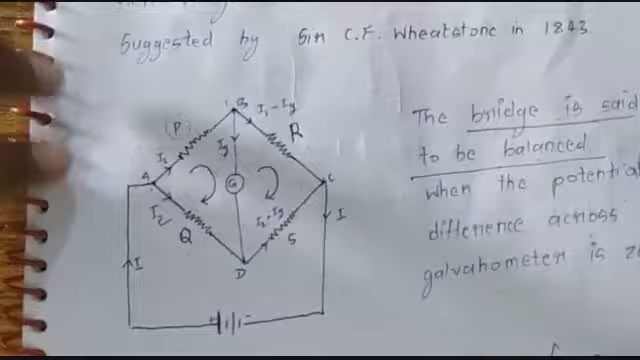 Suggested by Sir C.F. Wheatstone in 1843
B
I₁ - Ig
(P)
R
Ig
I₁
A
G
C
I₂
I₂ - Ig
I
Q
S
I
D
+
-
The bridge is said
to be balanced
when the potential
difference across
galvanometer is